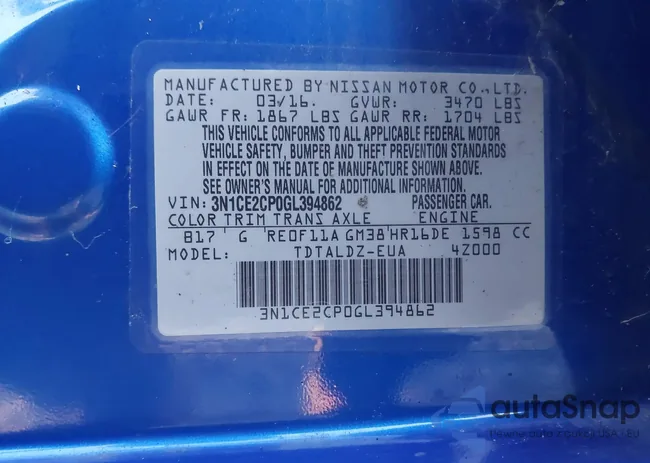 MANUFACTURED BY NISSAN MOTOR CO.,LTD.
DATE: 03/16. GVWR: 3470 LBS
GAWR FR: 1867 LBS GAWR RR: 1704 LBS
THIS VEHICLE CONFORMS TO ALL APPLICABLE FEDERAL MOTOR
VEHICLE SAFETY, BUMPER AND THEFT PREVENTION STANDARDS
IN EFFECT ON THE DATE OF MANUFACTURE SHOWN ABOVE.
SEE OWNER'S MANUAL FOR ADDITIONAL INFORMATION.
VIN: 3N1CE2CP0GL394862 PASSENGER CAR.
COLOR TRIM TRANS AXLE ENGINE
B17 G RE0F11A GM38 HR16DE 1598 CC
MODEL: TDTALDZ-EUA 4Z000
3N1CE2CP0GL394862
autoSnap